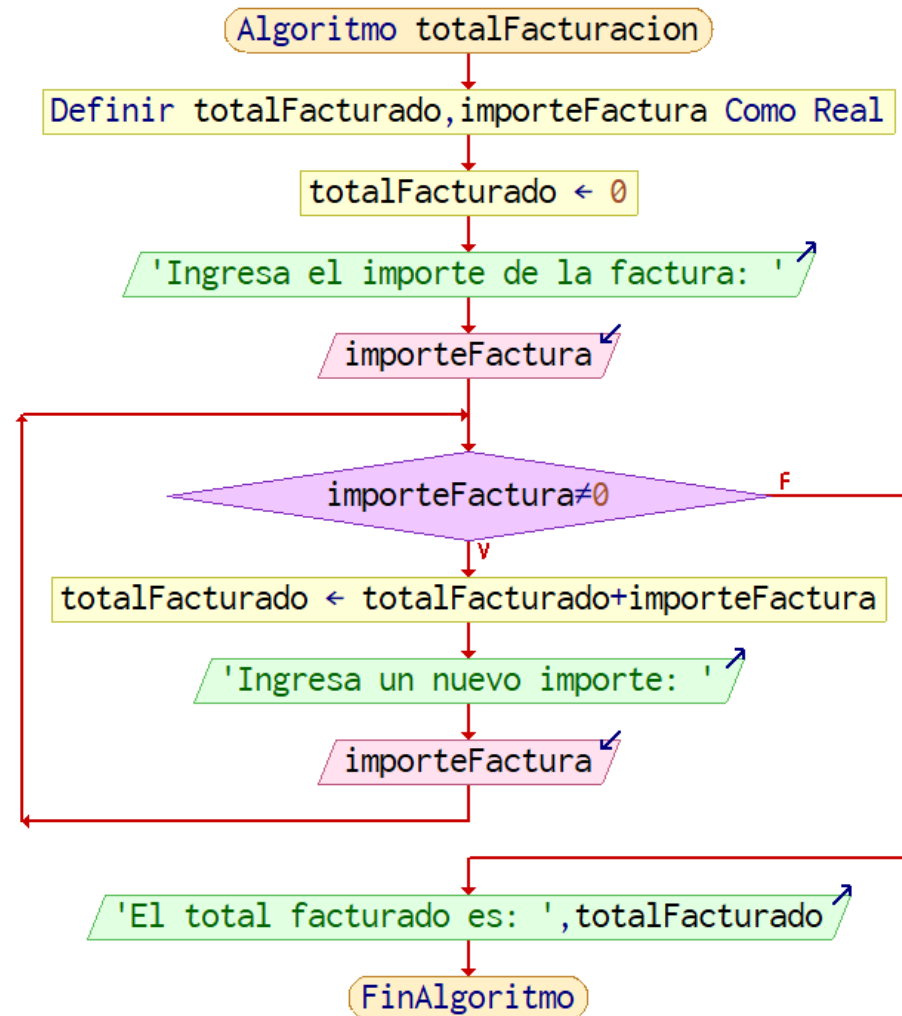 Algoritmo totalFacturacion
Definir totalFacturado,importeFactura Como Real
totalFacturado ← 0
'Ingresa el importe de la factura: '
importeFactura
importeFactura≠0
F
V
totalFacturado ← totalFacturado+importeFactura
'Ingresa un nuevo importe: '
importeFactura
'El total facturado es: ',totalFacturado
FinAlgoritmo